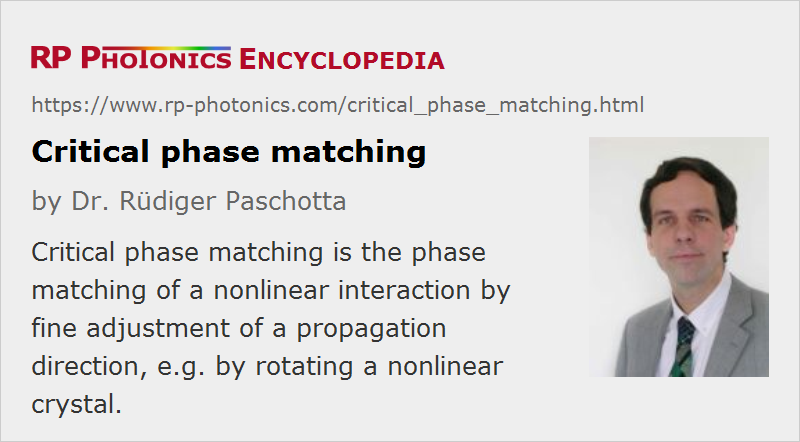 RP PHOTONICS ENCYCLOPEDIA
https://www.rp-photonics.com/critical_phase_matching.html
Critical phase matching
by Dr. Rüdiger Paschotta
Critical phase matching is the phase
matching of a nonlinear interaction by
fine adjustment of a propagation
direction, e.g. by rotating a nonlinear
crystal.